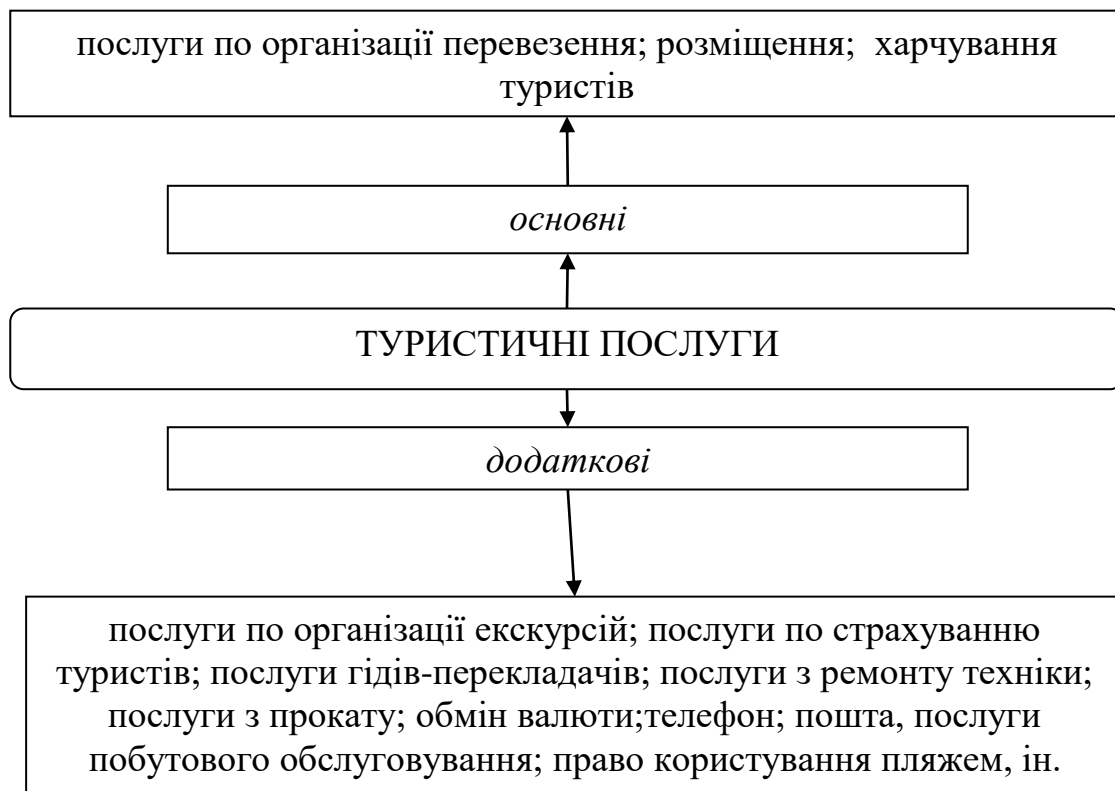 послуги по організації перевезення; розміщення; харчування
туристів
основні
ТУРИСТИЧНІ ПОСЛУГИ
додаткові
послуги по організації екскурсій; послуги по страхуванню
туристів; послуги гідів-перекладачів; послуги з ремонту техніки;
послуги з прокату; обмін валюти;телефон; пошта, послуги
побутового обслуговування; право користування пляжем, ін.